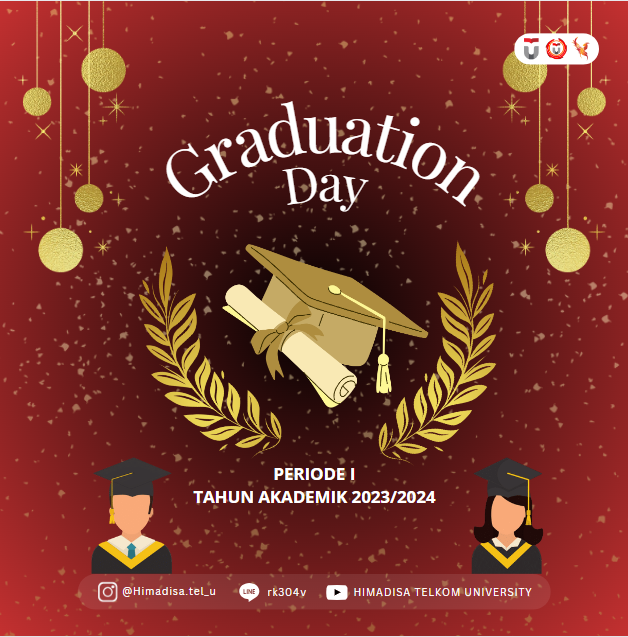 Graduation
Day
PERIODE I
TAHUN AKADEMIK 2023/2024
@Himadisa.tel_u
LINE
rk304v
HIMADISA TELKOM UNIVERSITY